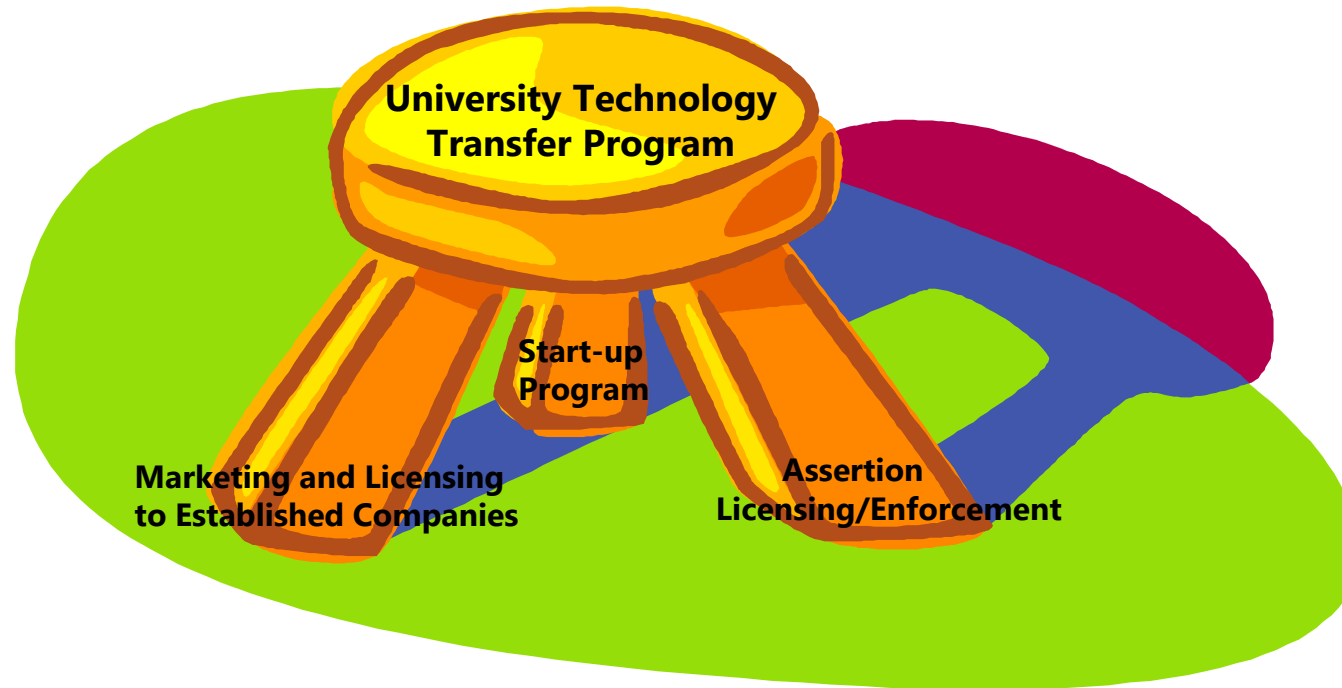 University Technology
Transfer Program
Start-up
Program
Marketing and Licensing
to Established Companies
Assertion
Licensing/Enforcement